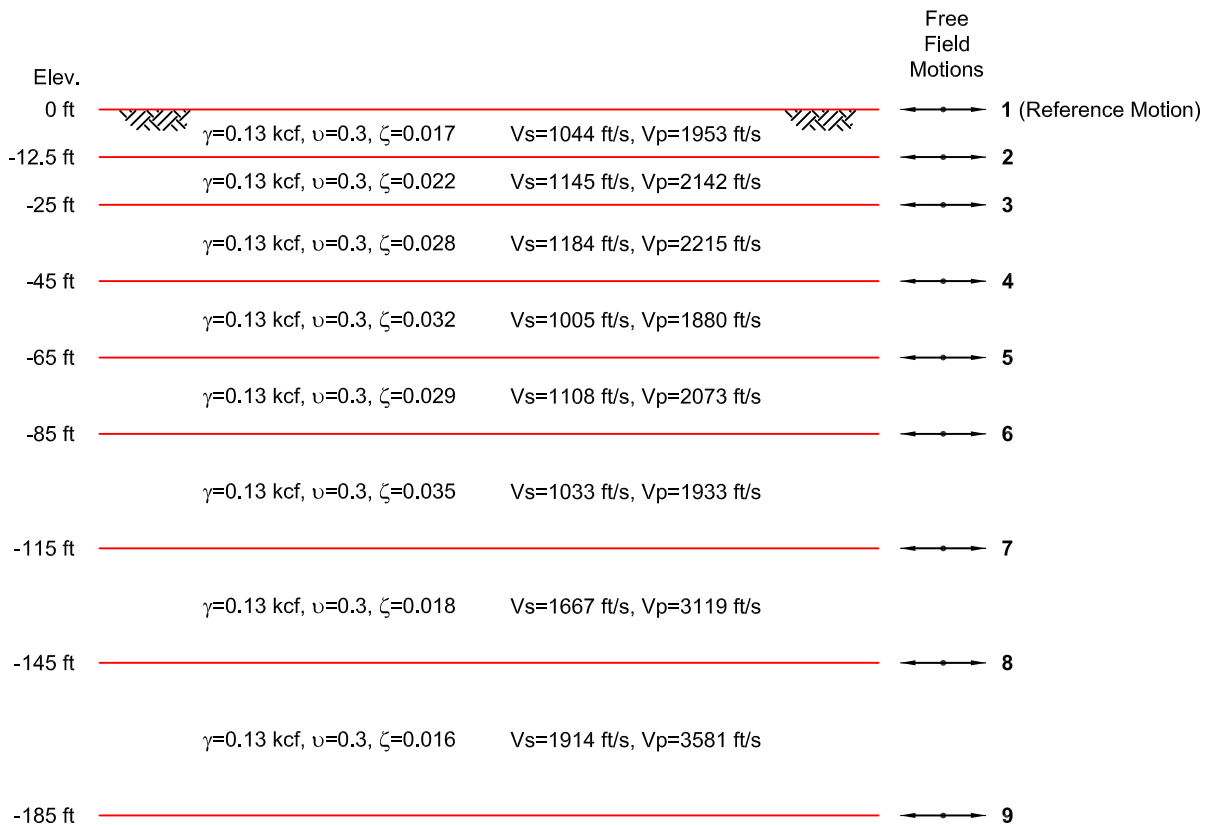 Free
Field
Motions
Elev.
0 ft
1 (Reference Motion)
γ=0.13 kcf, υ=0.3, ζ=0.017 Vs=1044 ft/s, Vp=1953 ft/s
-12.5 ft
2
γ=0.13 kcf, υ=0.3, ζ=0.022 Vs=1145 ft/s, Vp=2142 ft/s
-25 ft
3
γ=0.13 kcf, υ=0.3, ζ=0.028 Vs=1184 ft/s, Vp=2215 ft/s
-45 ft
4
γ=0.13 kcf, υ=0.3, ζ=0.032 Vs=1005 ft/s, Vp=1880 ft/s
-65 ft
5
γ=0.13 kcf, υ=0.3, ζ=0.029 Vs=1108 ft/s, Vp=2073 ft/s
-85 ft
6
γ=0.13 kcf, υ=0.3, ζ=0.035 Vs=1033 ft/s, Vp=1933 ft/s
-115 ft
7
γ=0.13 kcf, υ=0.3, ζ=0.018 Vs=1667 ft/s, Vp=3119 ft/s
-145 ft
8
γ=0.13 kcf, υ=0.3, ζ=0.016 Vs=1914 ft/s, Vp=3581 ft/s
-185 ft
9